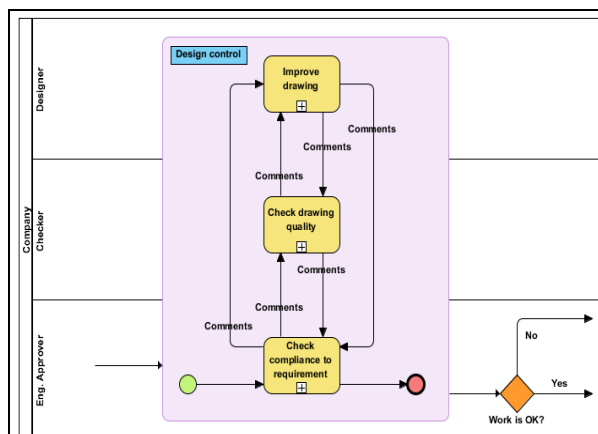 Company
Designer
Checker
Eng. Approver
Design control
Improve
drawing
Comments
Comments
Comments
Check drawing
quality
Comments
Comments
Comments
Check
compliance to
requirement
No
Yes
Work is OK?